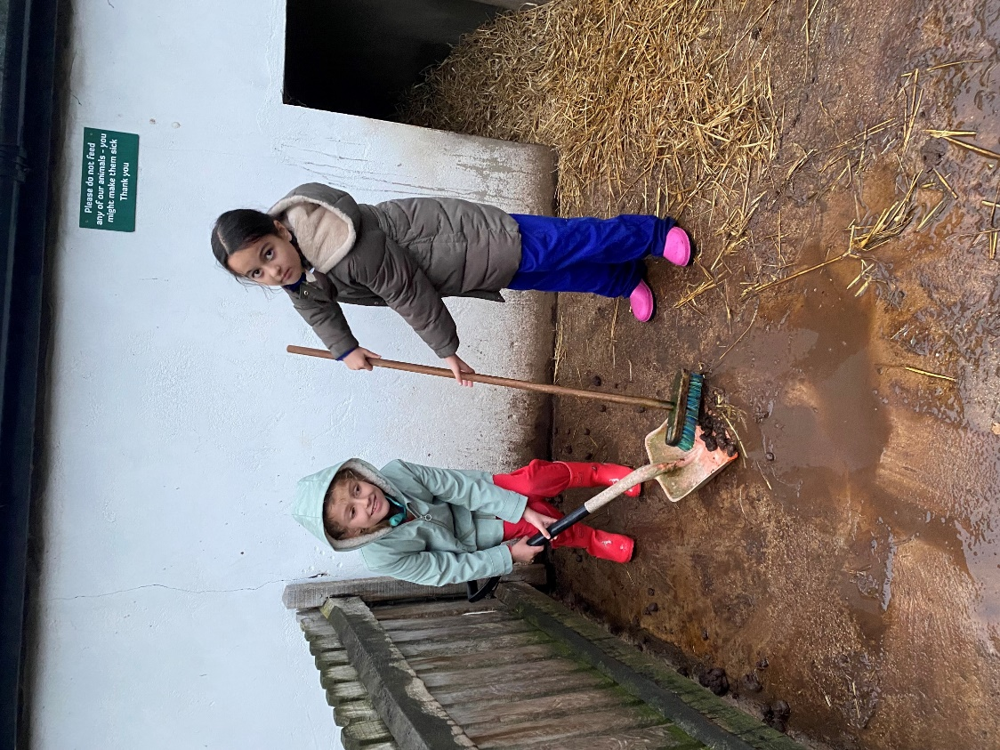 Please do not feed
any of our animals - you
might make them sick
Thank you